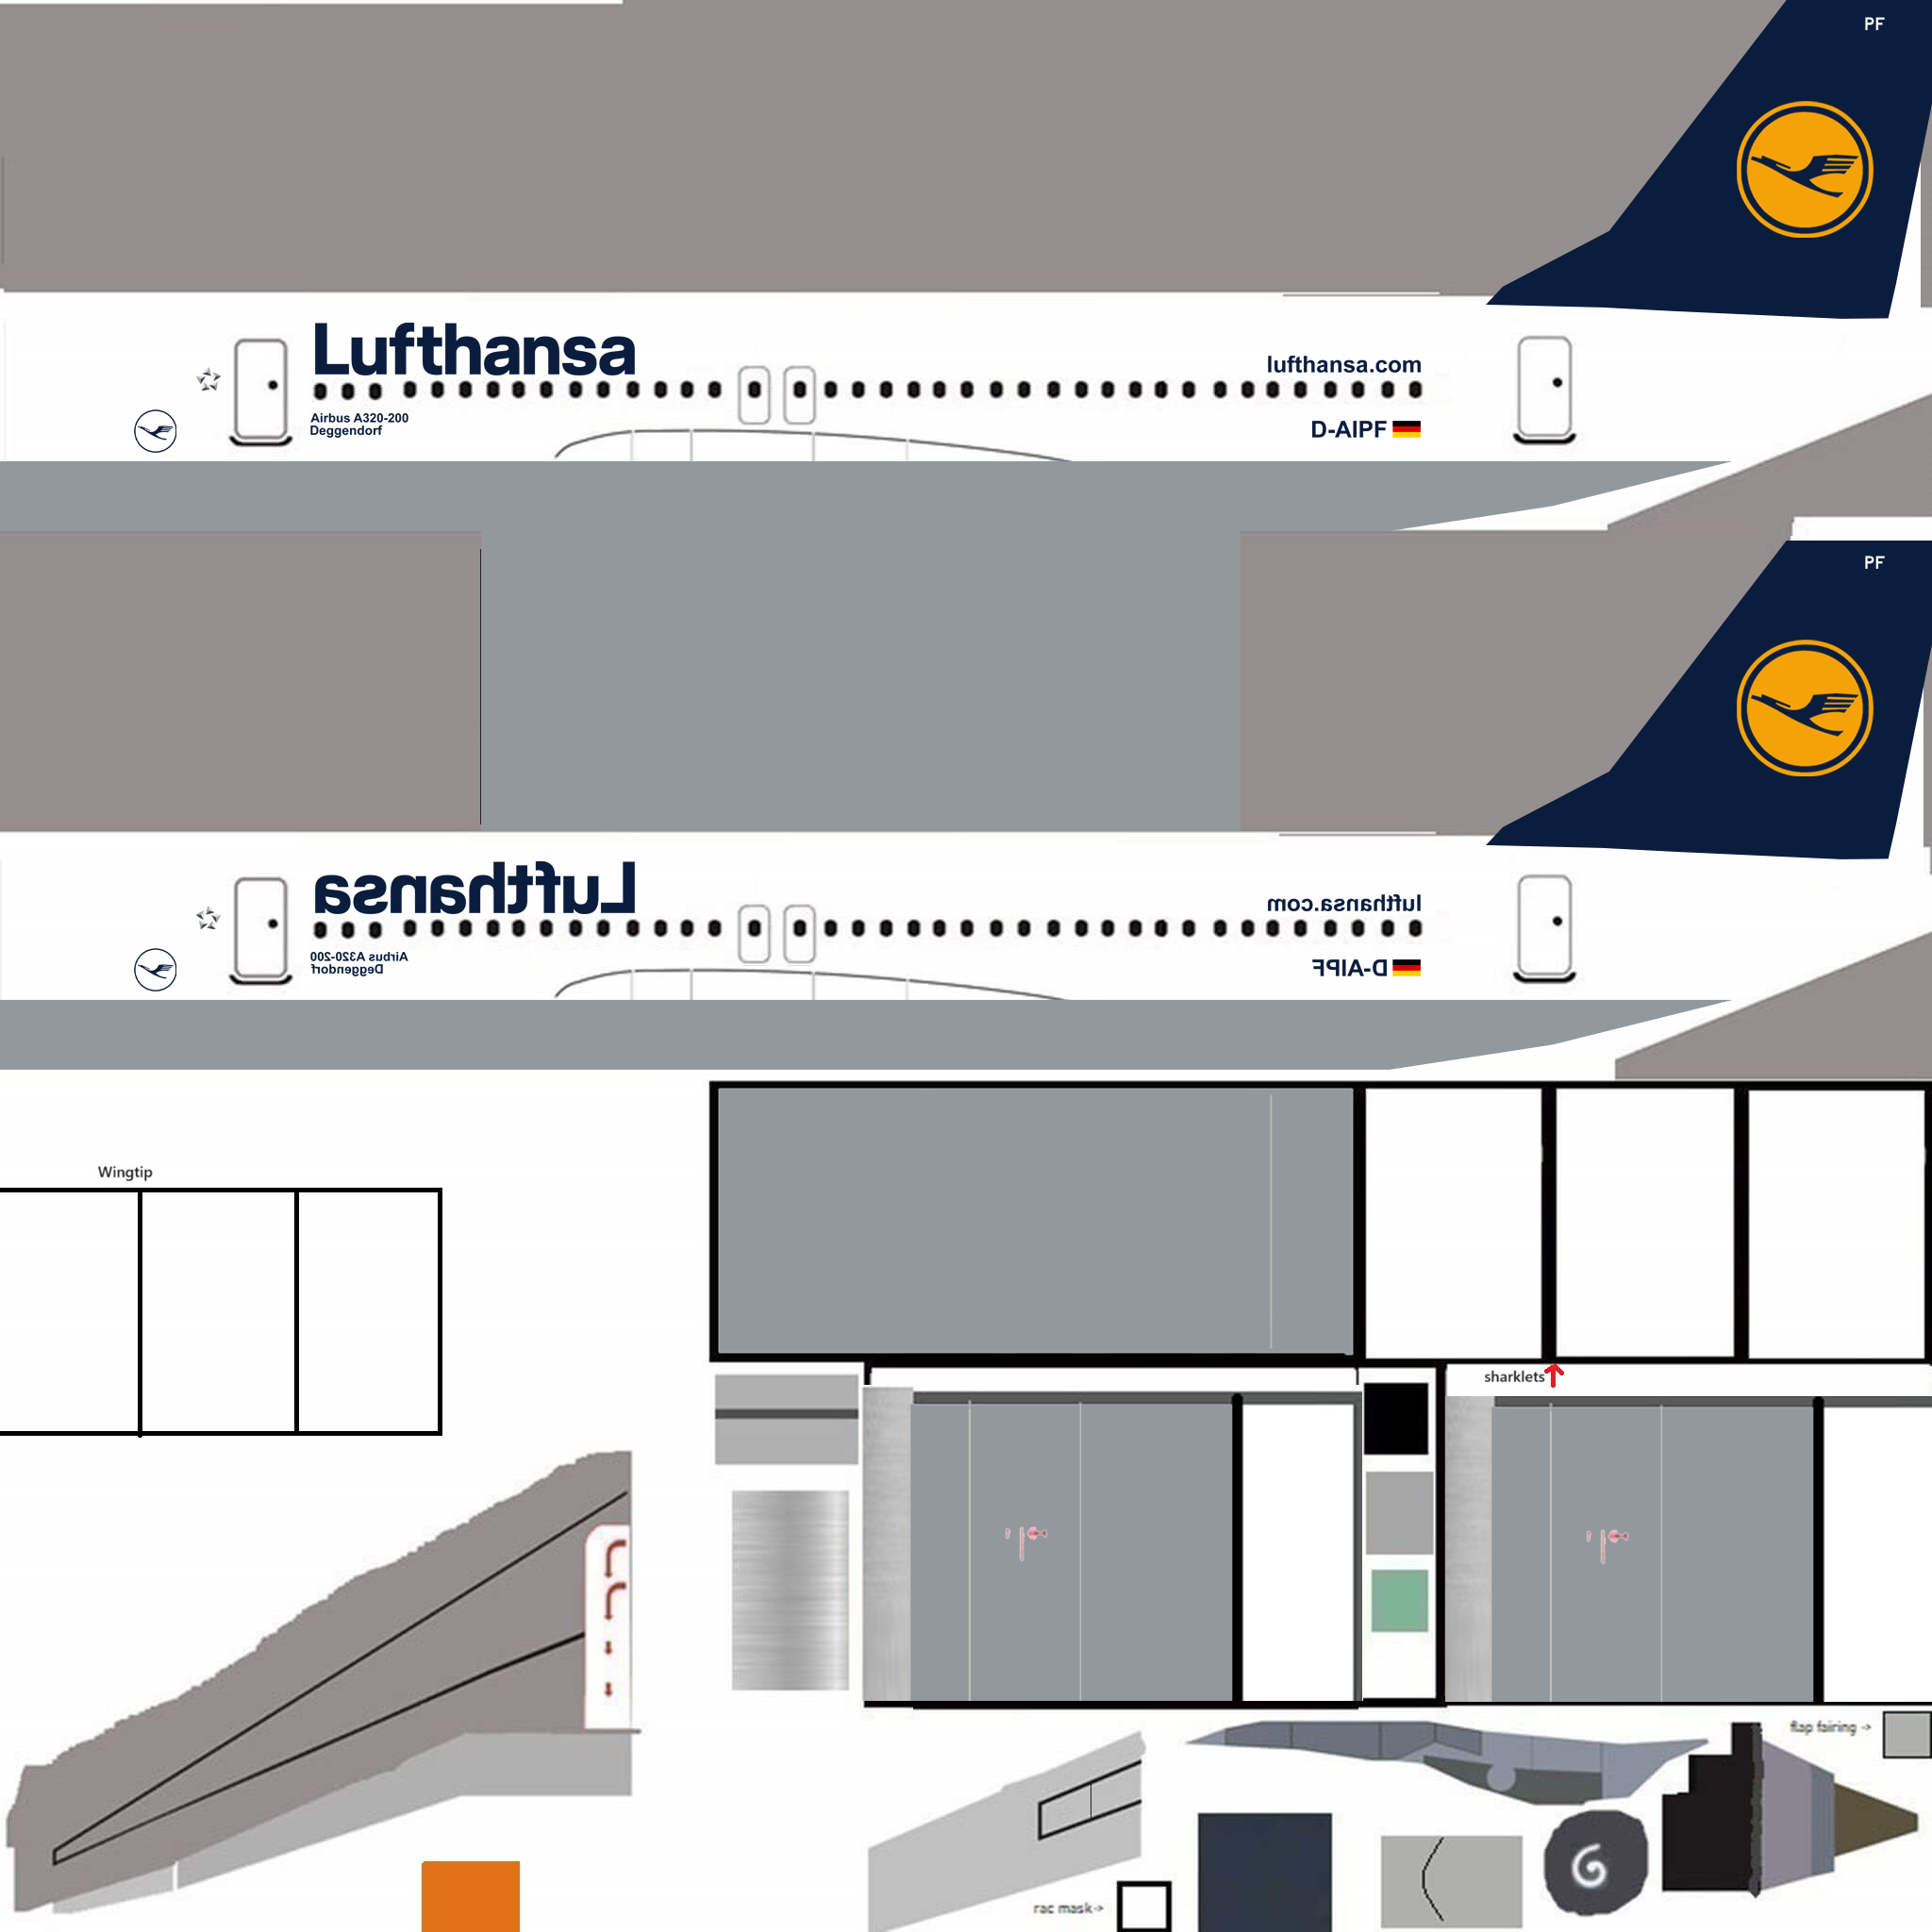 PF
Lufthansa
lufthansa.com
Airbus A320-200
Deggendorf
D-AIPF
PF
Lufthansa
lufthansa.com
Airbus A320-200
Deggendorf
D-AIPF
Wingtip
sharklets
flap fairing ->
rac mask->